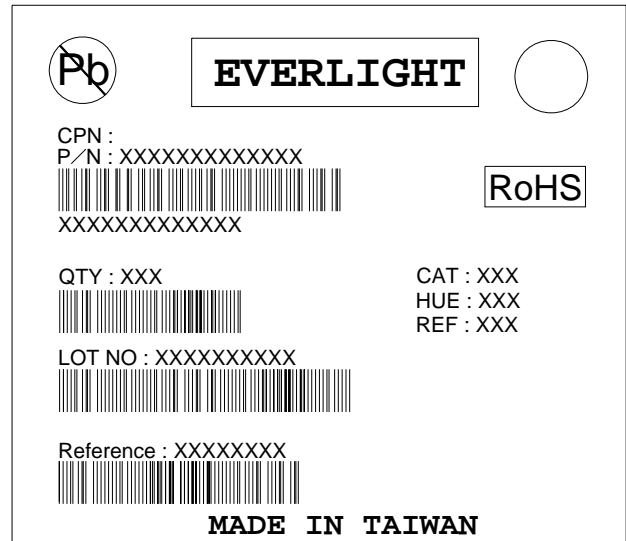 Pb
EVERLIGHT
CPN :
P/N : XXXXXXXXXXXXX
RoHS
XXXXXXXXXXXXX
QTY : XXX
CAT : XXX
HUE : XXX
REF : XXX
LOT NO : XXXXXXXXXX
Reference : XXXXXXXX
MADE IN TAIWAN